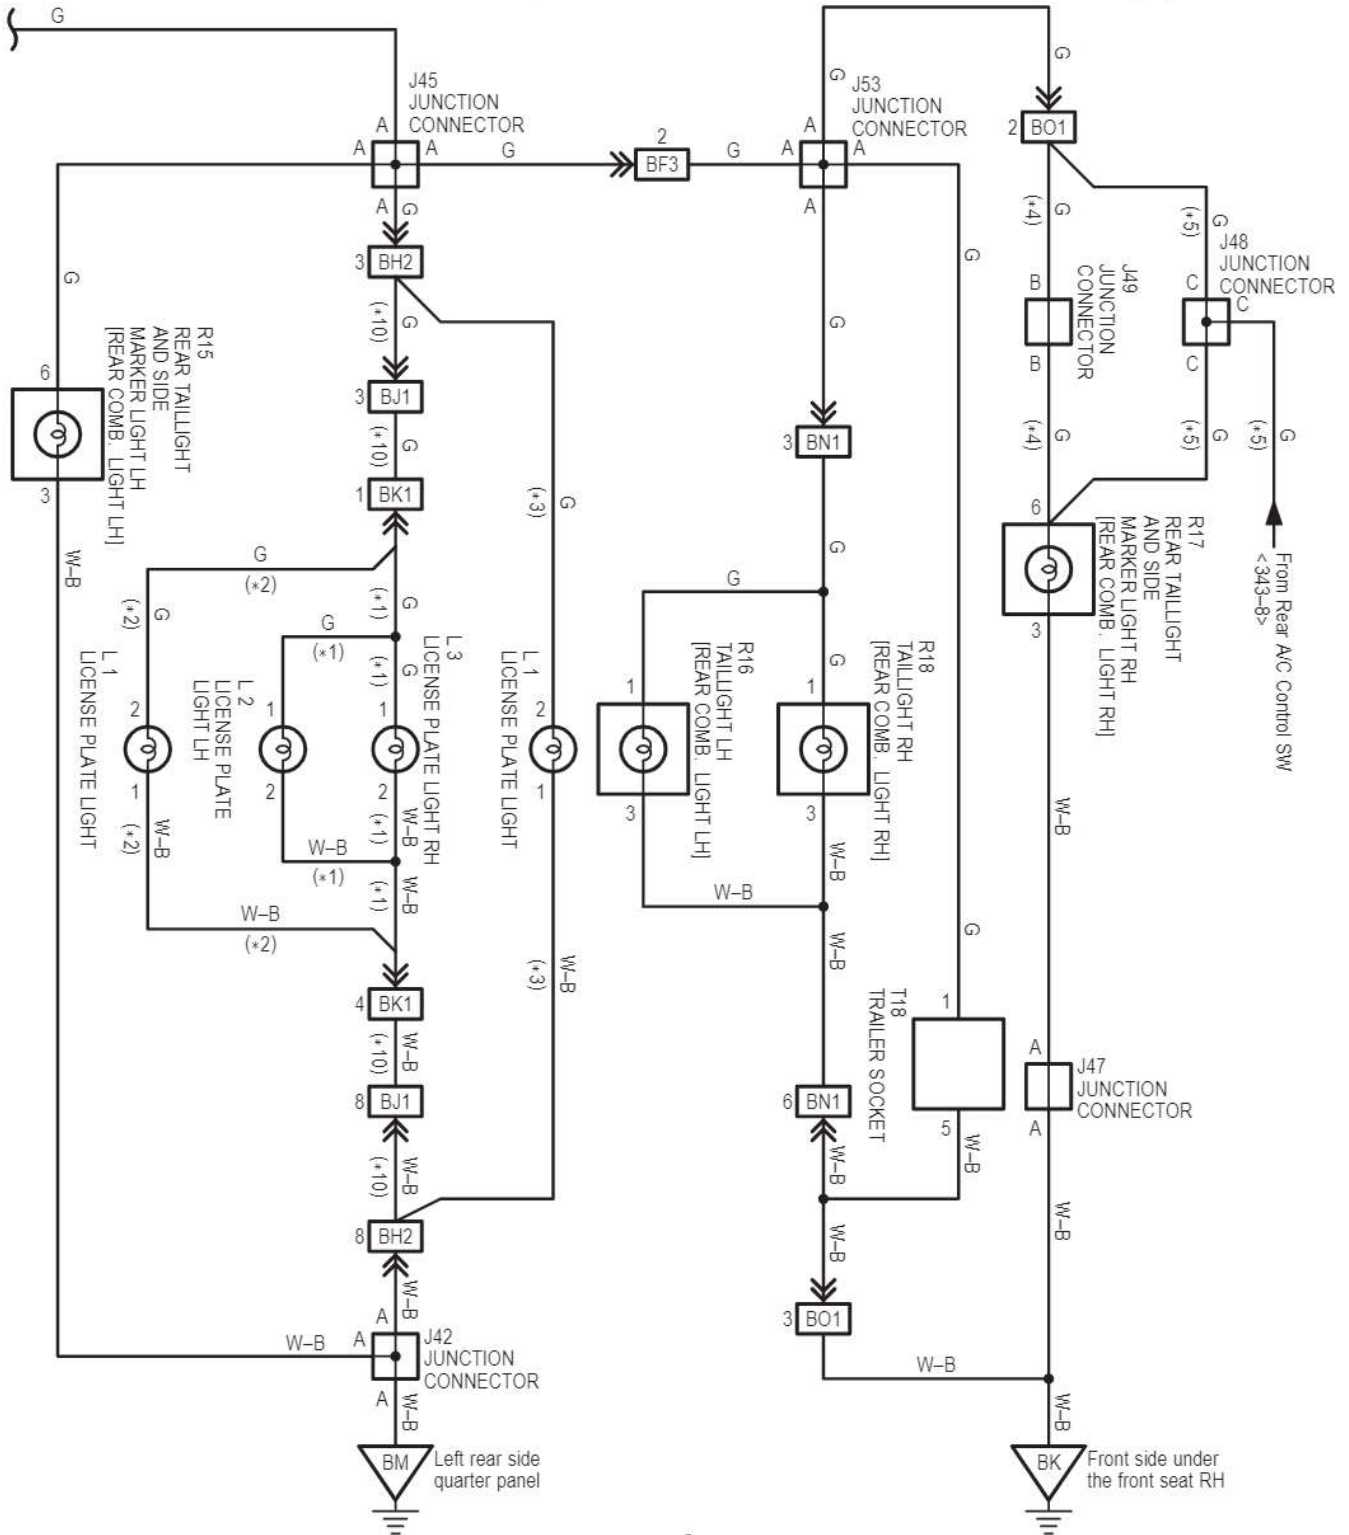 G
J45
JUNCTION
CONNECTOR
A
A
A
A
G
G
2
BF3
G
J53
JUNCTION
CONNECTOR
G
A
A
A
A
G
2
BO1
(*4)
G
(*5)
G
J48
JUNCTION
CONNECTOR
C
C
C
B
B
J49
JUNCTION
CONNECTOR
(*4)
G
(*5)
G
(*5)
G
From Rear A/C Control SW
<343–8>
6
R17
REAR TAILLIGHT
AND SIDE
MARKER LIGHT RH
[REAR COMB. LIGHT RH]
3
W–B
G
R15
REAR TAILLIGHT
AND SIDE
MARKER LIGHT LH
[REAR COMB. LIGHT LH]
6
3
W–B
3
BH2
(*10)
G
3
BJ1
(*10)
G
1
BK1
G
(*2)
(*2)
G
(*1)
G
G
(*1)
(*1)
G
L 3
LICENSE PLATE LIGHT RH
L 1
LICENSE PLATE LIGHT
L 2
LICENSE PLATE
LIGHT LH
L 1
LICENSE PLATE LIGHT
(*3)
G
2
1
1
2
1
2
2
1
(*2)
W–B
W–B
(*1)
(*1)
W–B
(*1)
W–B
W–B
(*2)
(*3)
W–B
4
BK1
(*10)
W–B
8
BJ1
(*10)
W–B
8
BH2
W–B
A
A
A
J42
JUNCTION
CONNECTOR
W–B
W–B
BM
Left rear side
quarter panel
G
G
3
BN1
G
G
G
R16
TAILLIGHT LH
[REAR COMB. LIGHT LH]
R18
TAILLIGHT RH
[REAR COMB. LIGHT RH]
1
1
3
3
W–B
W–B
W–B
G
T18
TRAILER SOCKET
1
5
W–B
6
BN1
W–B
W–B
3
BO1
W–B
A
A
J47
JUNCTION
CONNECTOR
W–B
W–B
BK
Front side under
the front seat RH